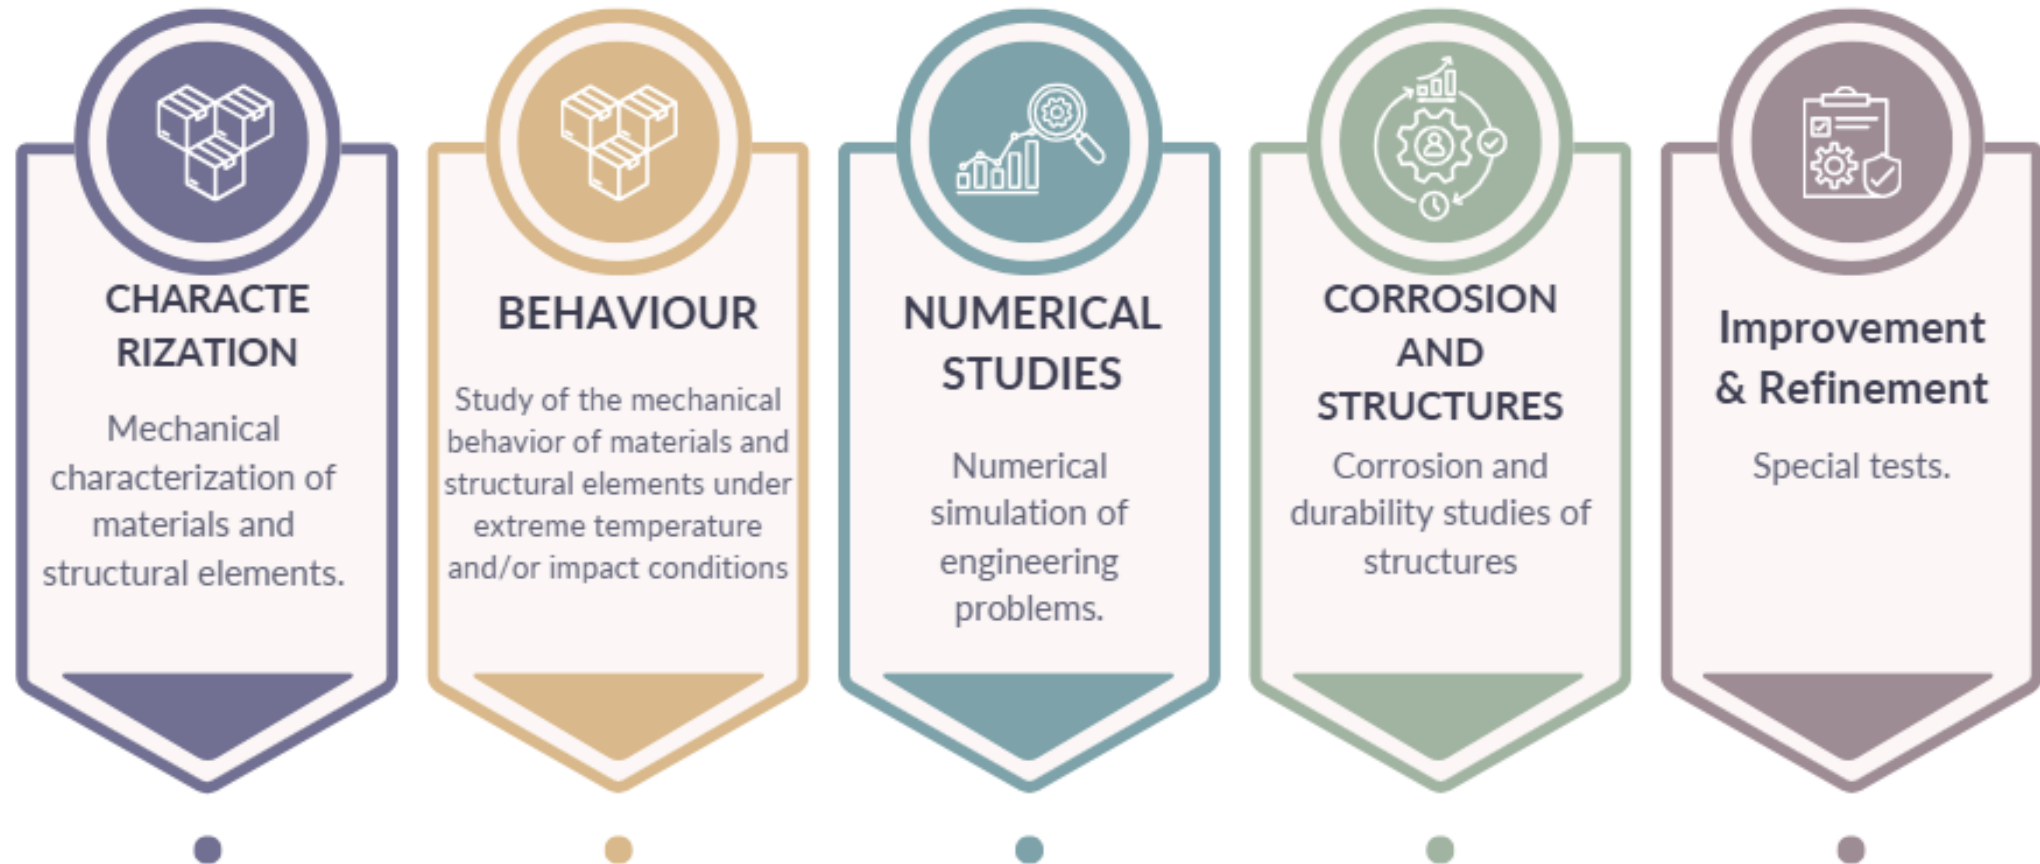 CHARACTE
RIZATION
Mechanical
characterization of
materials and
structural elements.
BEHAVIOUR
Study of the mechanical
behavior of materials and
structural elements under
extreme temperature
and/or impact conditions
NUMERICAL
STUDIES
Numerical
simulation of
engineering
problems.
CORROSION
AND
STRUCTURES
Corrosion and
durability studies of
structures
Improvement
& Refinement
Special tests.